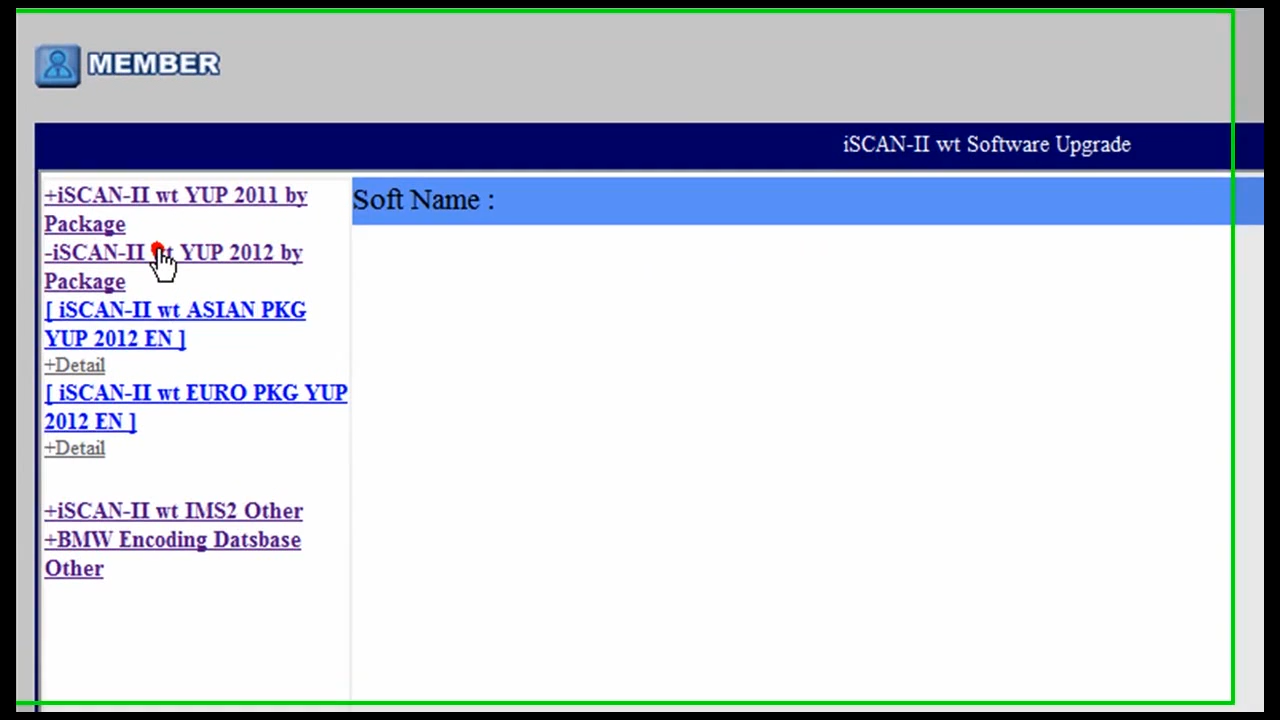 MEMBER
iSCAN-II wt Software Upgrade
+iSCAN-II wt YUP 2011 by
Package
-iSCAN-II wt YUP 2012 by
Package
[ iSCAN-II wt ASIAN PKG
YUP 2012 EN ]
+Detail
[ iSCAN-II wt EURO PKG YUP
2012 EN ]
+Detail
+iSCAN-II wt IMS2 Other
+BMW Encoding Datsbase
Other
Soft Name :